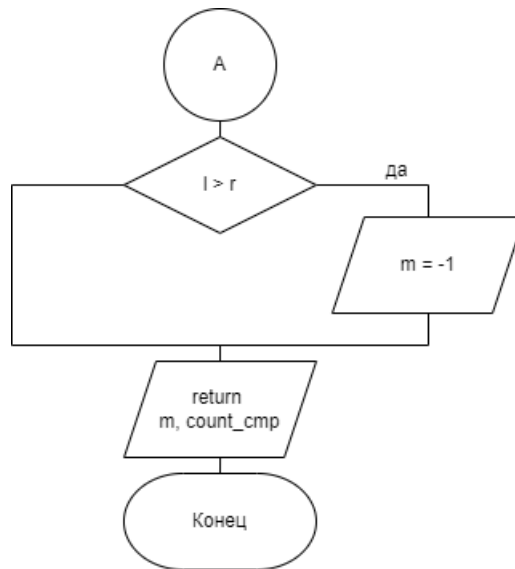 A
l > r
да
m = -1
return
m, count_cmp
Конец